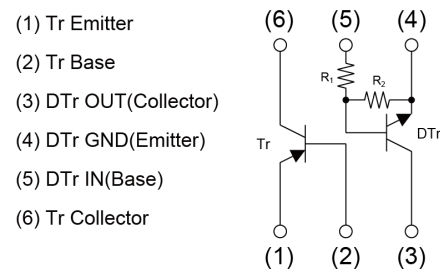 (1) Tr Emitter
(2) Tr Base
(3) DTr OUT(Collector)
(4) DTr GND(Emitter)
(5) DTr IN(Base)
(6) Tr Collector
(6) (5) (4)
R1
R2
Tr
DTr
(1) (2) (3)